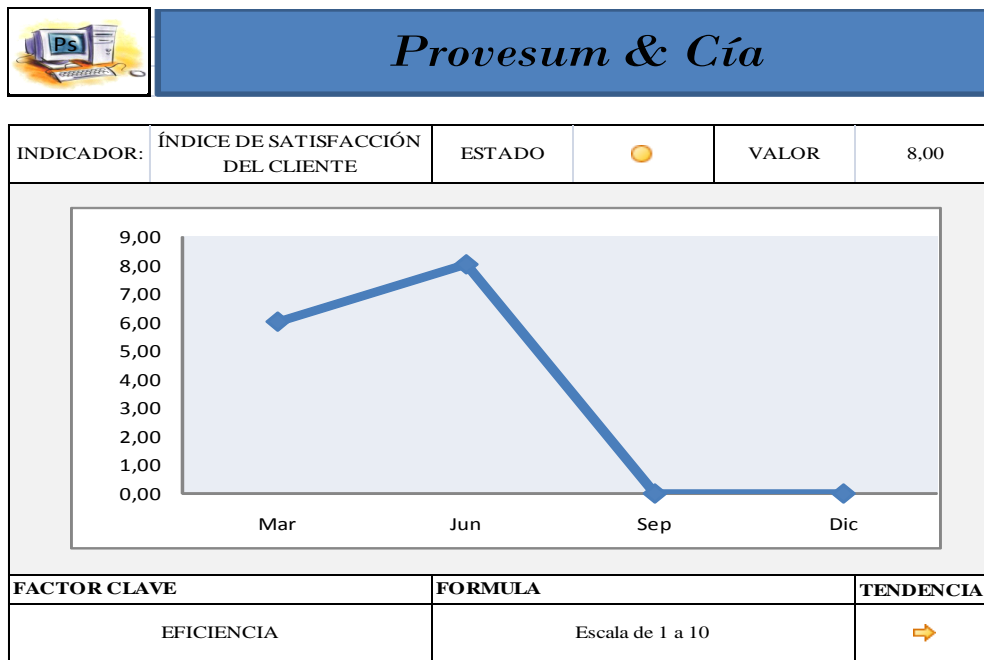 Ps
Provesum & Cía
INDICADOR:
ÍNDICE DE SATISFACCIÓN
DEL CLIENTE
ESTADO
VALOR
8,00
9,00
8,00
7,00
6,00
5,00
4,00
3,00
2,00
1,00
0,00
Mar Jun Sep Dic
FACTOR CLAVE FORMULA TENDENCIA
EFICIENCIA Escala de 1 a 10